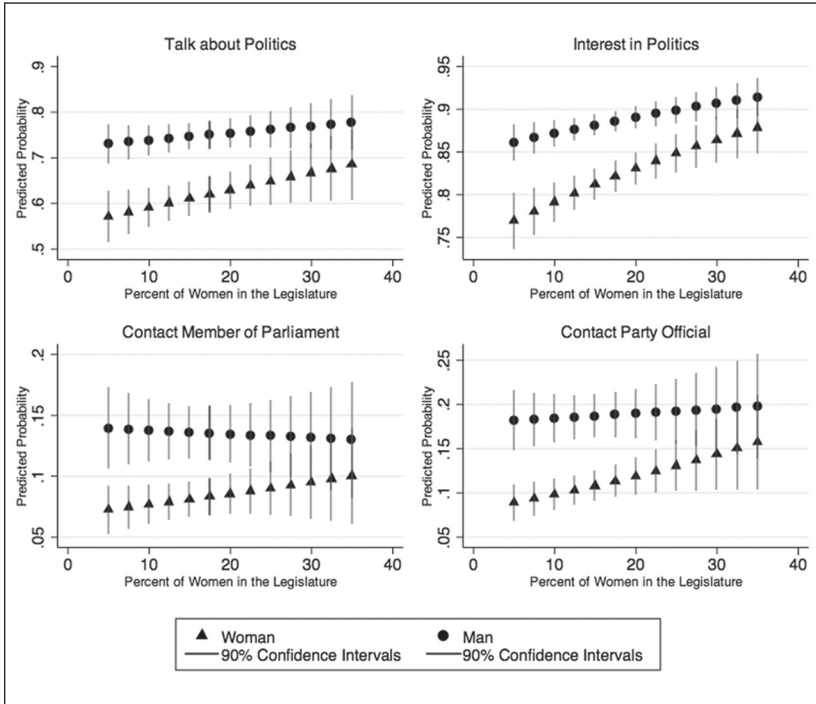 Talk about Politics
Predicted Probability
.9
.8
.7
.6
.5
0 10 20 30 40
Percent of Women in the Legislature
Interest in Politics
Predicted Probability
.95
.9
.85
.8
.75
0 10 20 30 40
Percent of Women in the Legislature
Contact Member of Parliament
Predicted Probability
.2
.15
.1
.05
0 10 20 30 40
Percent of Women in the Legislature
Contact Party Official
Predicted Probability
.25
.2
.15
.1
.05
0 10 20 30 40
Percent of Women in the Legislature
Woman Man
90% Confidence Intervals 90% Confidence Intervals